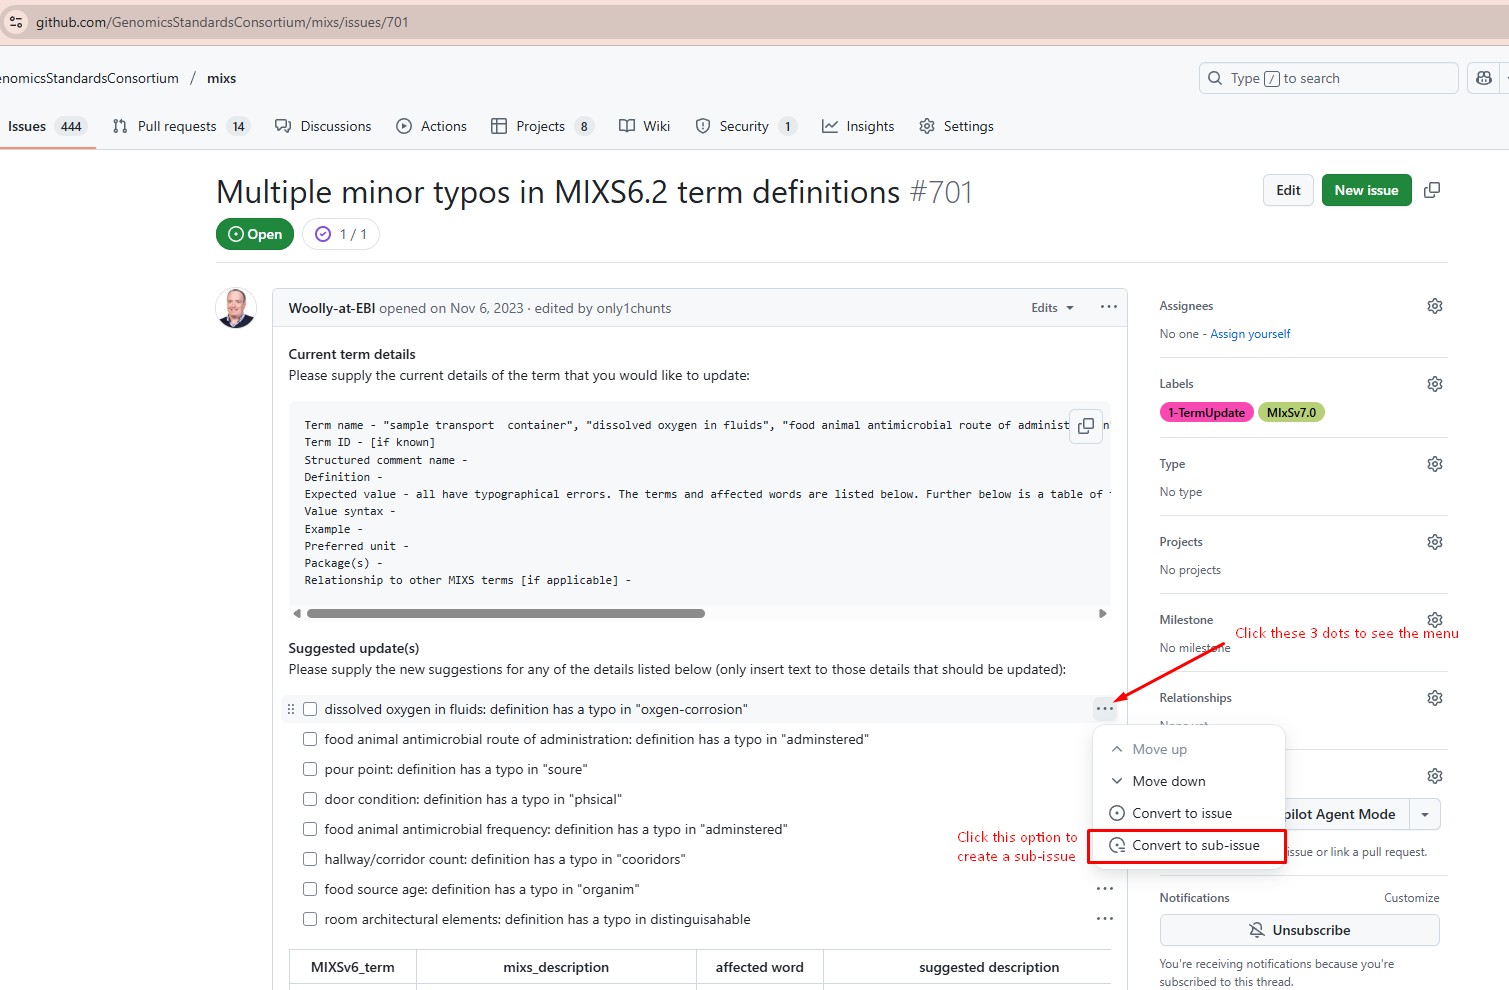 github.com/GenomicsStandardsConsortium/mixs/issues/701
enomicsStandardsConsortium / mixs
Type / to search
Issues 444 Pull requests 14 Discussions Actions Projects 8 Wiki Security 1 Insights Settings
Multiple minor typos in MIXS6.2 term definitions #701
Edit New issue
Open 1 / 1
Woolly-at-EBI opened on Nov 6, 2023 · edited by only1chunts
Edits
Current term details
Please supply the current details of the term that you would like to update:
Term name - "sample transport  container", "dissolved oxygen in fluids", "food animal antimicrobial route of administ
Term ID - [if known]
Structured comment name -
Definition -
Expected value - all have typographical errors. The terms and affected words are listed below. Further below is a table of
Value syntax -
Example -
Preferred unit -
Package(s) -
Relationship to other MIXS terms [if applicable] -
Suggested update(s)
Please supply the new suggestions for any of the details listed below (only insert text to those details that should be updated):
dissolved oxygen in fluids: definition has a typo in "oxgen-corrosion"
food animal antimicrobial route of administration: definition has a typo in "adminstered"
pour point: definition has a typo in "soure"
door condition: definition has a typo in "phsical"
food animal antimicrobial frequency: definition has a typo in "adminstered"
hallway/corridor count: definition has a typo in "cooridors"
food source age: definition has a typo in "organim"
room architectural elements: definition has a typo in distinguisahable
MIXSv6_term mixs_description affected word suggested description
Move up
Move down
Convert to issue
Convert to sub-issue
Click this option to
create a sub-issue
Click these 3 dots to see the menu
Assignees
No one - Assign yourself
Labels
1-TermUpdate MIxSv7.0
Type
No type
Projects
No projects
Milestone
No milestone
Relationships
pilot Agent Mode
issue or link a pull request.
Notifications Customize
Unsubscribe
You're receiving notifications because you're
subscribed to this thread.